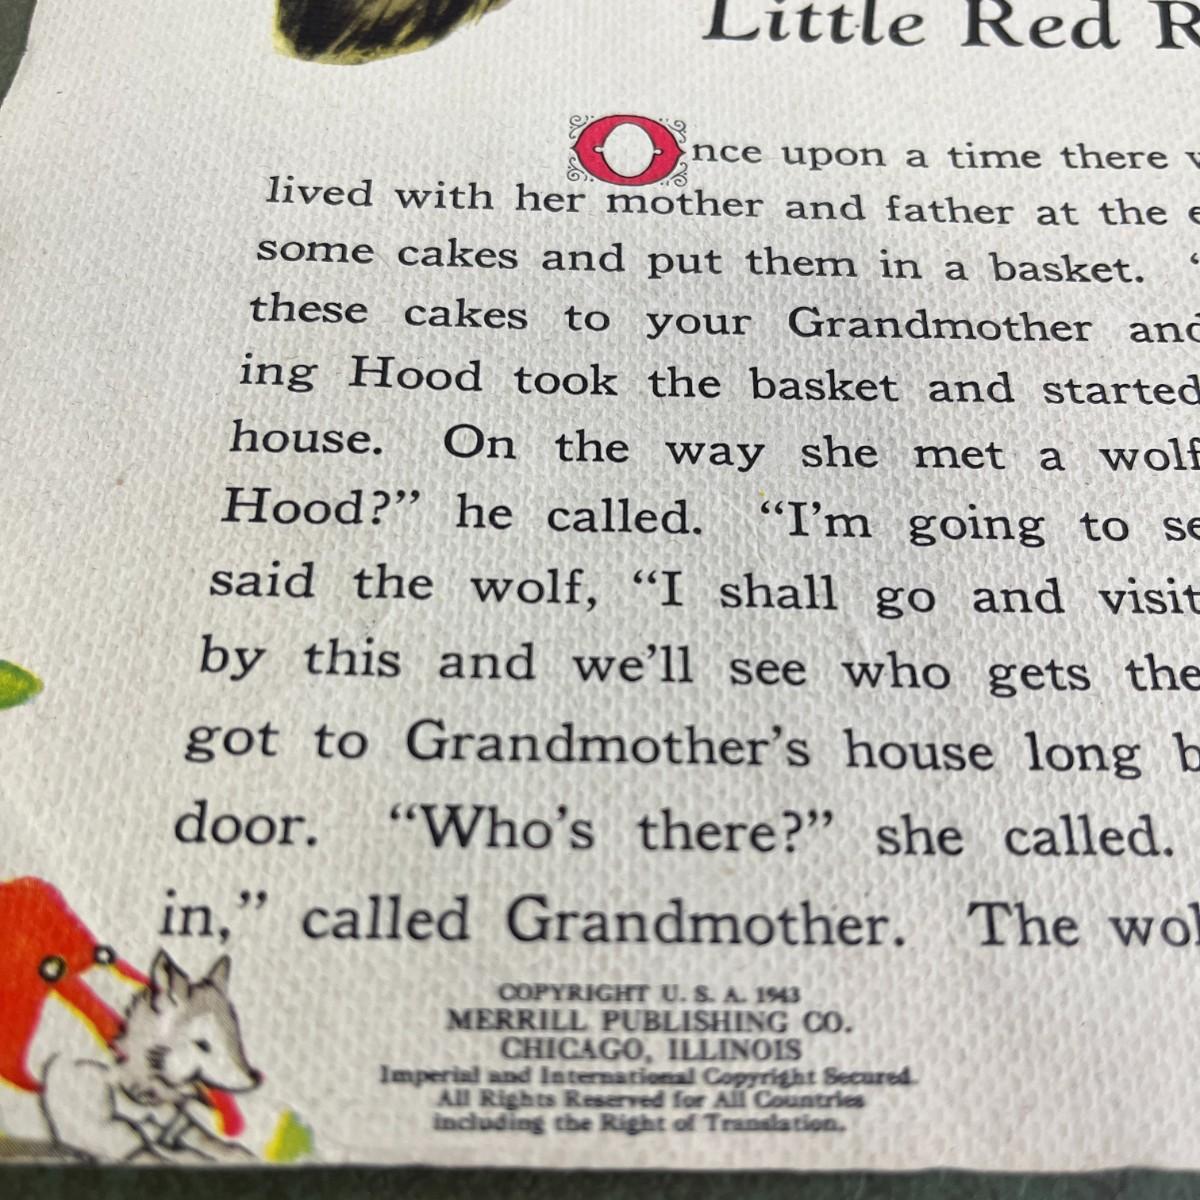 Little Red
Once upon a time there
lived with her mother and father at the
some cakes and put them in a basket.
these cakes to your Grandmother and
ing Hood took the basket and started
house. On the way she met a wolf
Hood?” he called. “I'm going to
said the wolf, “I shall go and visit
by this and we'll see who gets the
got to Grandmother's house long
door. “Who's there?” she called.
in,” called Grandmother. The
COPYRIGHT U. S. A. 1943
MERRILL PUBLISHING CO.
CHICAGO, ILLINOIS
Imperial and International Copyright Secured.
All Rights Reserved for All Countries
including the Right of Translation.